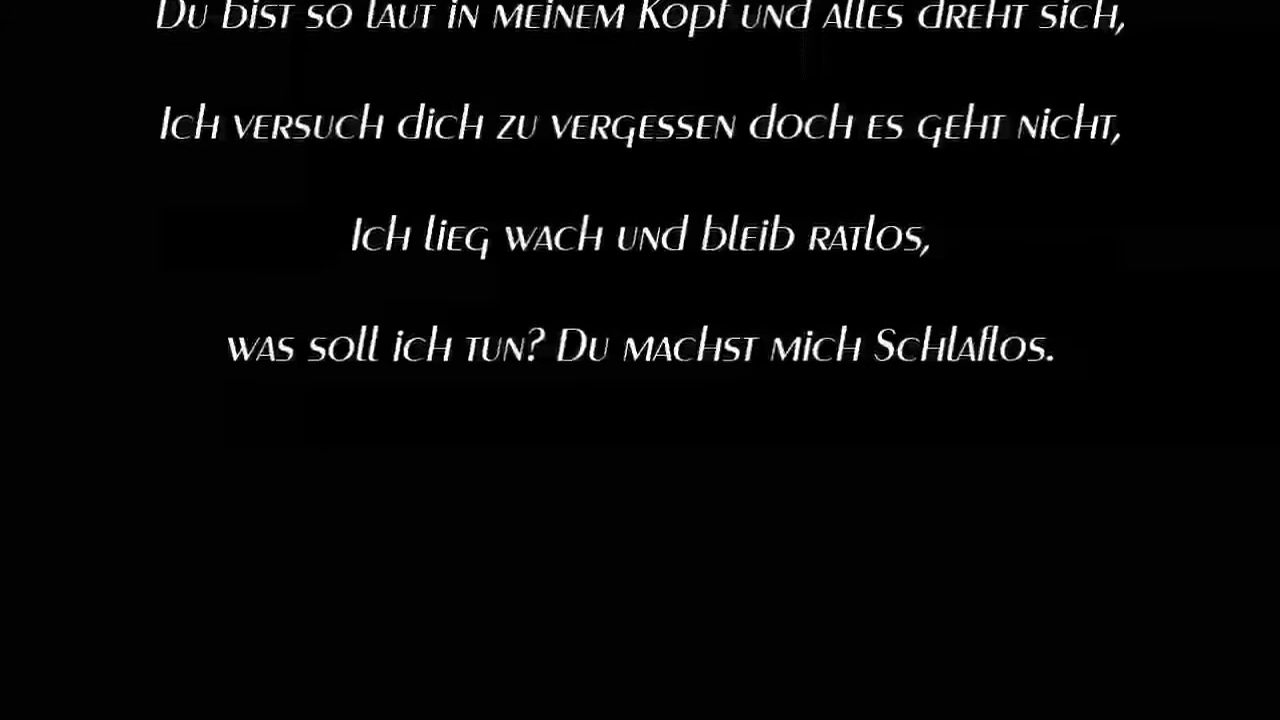 Du bist so laut in meinem Kopf und alles dreht sich,
Ich versuch dich zu vergessen doch es geht nicht,
Ich lieg wach und bleib ratlos,
was soll ich tun? Du machst mich Schlaflos.